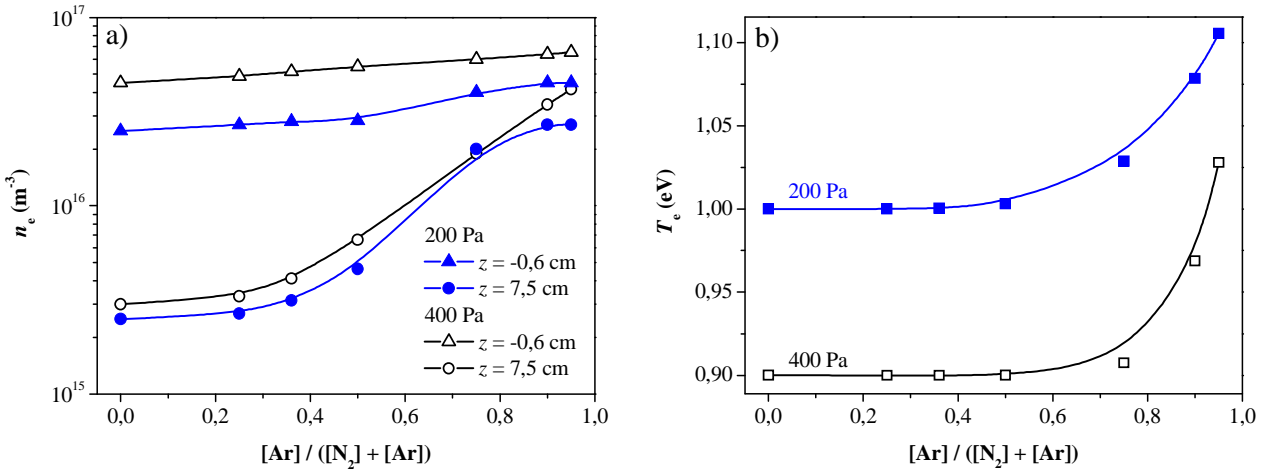 a)
10^17
10^16
10^15
n_e (m^-3)
200 Pa
z = -0,6 cm
z = 7,5 cm
400 Pa
z = -0,6 cm
z = 7,5 cm
0,0 0,2 0,4 0,6 0,8 1,0
[Ar] / ([N_2] + [Ar])
b)
1,10
1,05
1,00
0,95
0,90
T_e (eV)
200 Pa
400 Pa
0,0 0,2 0,4 0,6 0,8 1,0
[Ar] / ([N_2] + [Ar])